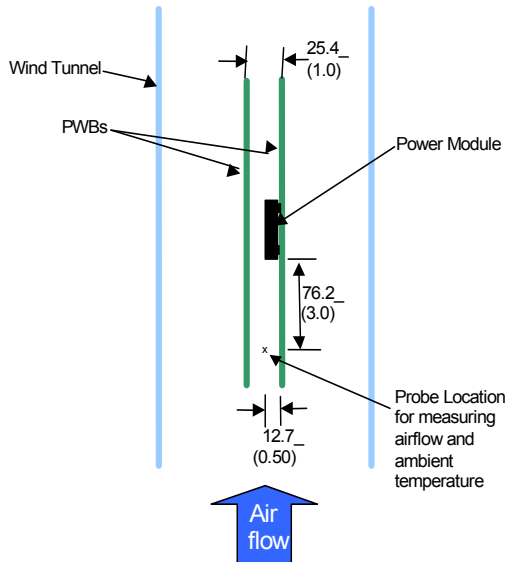 25.4_
(1.0)
Wind Tunnel
PWBs
Power Module
76.2_
(3.0)
x
Probe Location
for measuring
airflow and
ambient
temperature
12.7_
(0.50)
Air
flow